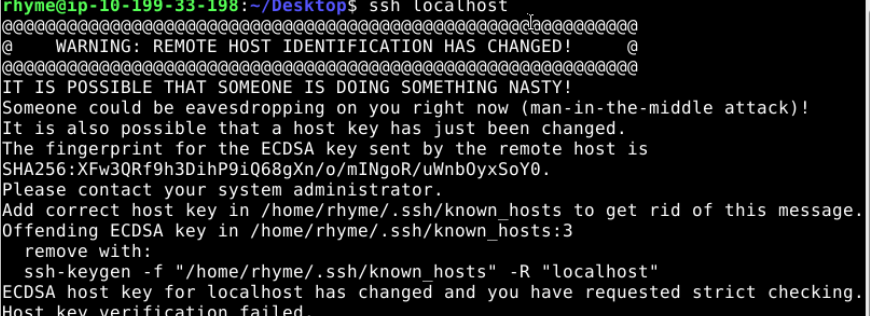 rhyme@ip-10-199-33-198:~/Desktop$ ssh localhost
@@@@@@@@@@@@@@@@@@@@@@@@@@@@@@@@@@@@@@@@@@@@@@@@@@@@@@@@@@@
@    WARNING: REMOTE HOST IDENTIFICATION HAS CHANGED!     @
@@@@@@@@@@@@@@@@@@@@@@@@@@@@@@@@@@@@@@@@@@@@@@@@@@@@@@@@@@@
IT IS POSSIBLE THAT SOMEONE IS DOING SOMETHING NASTY!
Someone could be eavesdropping on you right now (man-in-the-middle attack)!
It is also possible that a host key has just been changed.
The fingerprint for the ECDSA key sent by the remote host is
SHA256:XFw3QRf9h3DihP9iQ68gXn/o/mINgoR/uWnbOyxSoY0.
Please contact your system administrator.
Add correct host key in /home/rhyme/.ssh/known_hosts to get rid of this message.
Offending ECDSA key in /home/rhyme/.ssh/known_hosts:3
  remove with:
  ssh-keygen -f "/home/rhyme/.ssh/known_hosts" -R "localhost"
ECDSA host key for localhost has changed and you have requested strict checking.
Host key verification failed.